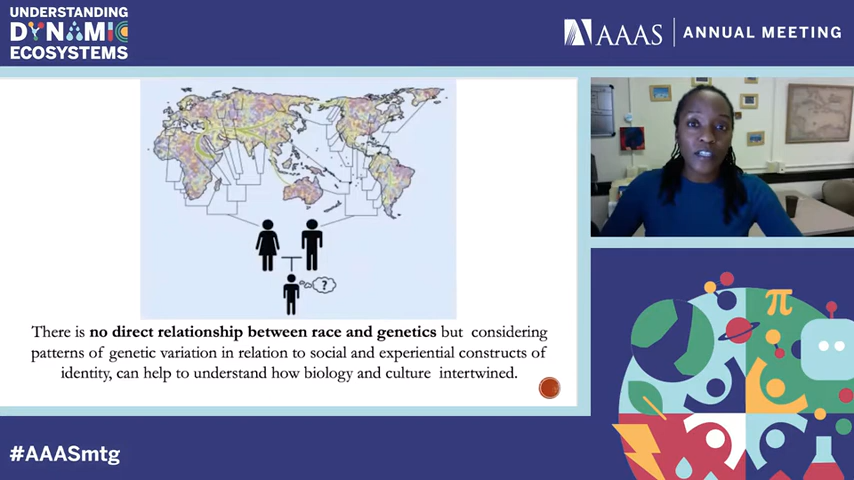 UNDERSTANDING
DYNAMIC
ECOSYSTEMS
AAAS | ANNUAL MEETING
?
There is no direct relationship between race and genetics but considering
patterns of genetic variation in relation to social and experiential constructs of
identity, can help to understand how biology and culture intertwined.
π
#AAASmtg